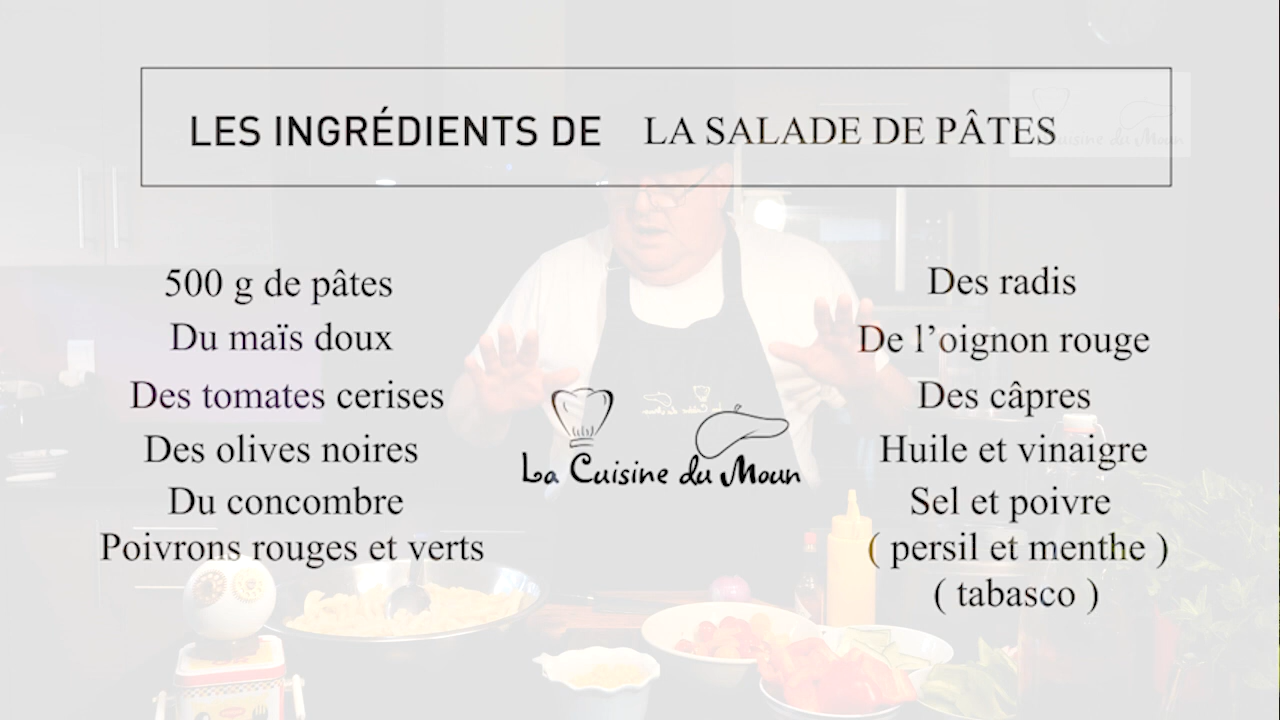 LES INGRÉDIENTS DE LA SALADE DE PÂTES
500 g de pâtes
Du maïs doux
Des tomates cerises
Des olives noires
Du concombre
Poivrons rouges et verts
La Cuisine du Moun
Des radis
De l’oignon rouge
Des câpres
Huile et vinaigre
Sel et poivre
( persil et menthe )
( tabasco )